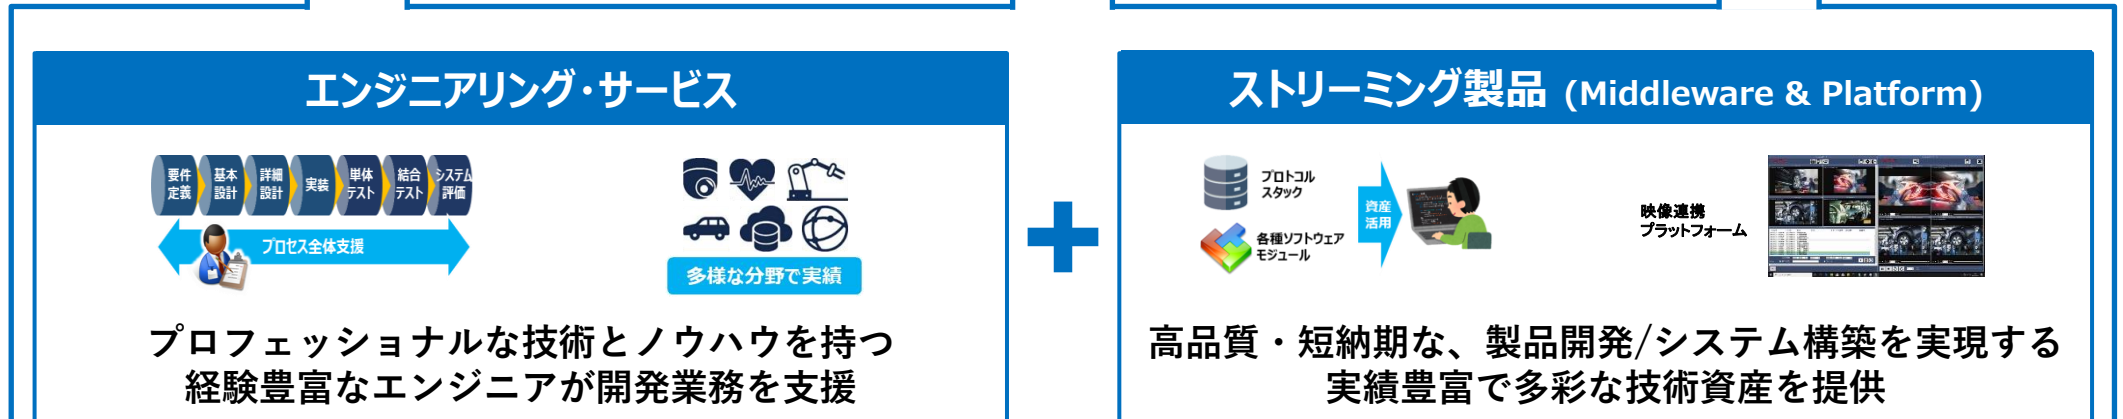 エンジニアリング・サービス
要件
定義
基本
設計
詳細
設計
実装
単体
テスト
結合
テスト
システム
評価
プロセス全体支援
多様な分野で実績
プロフェッショナルな技術とノウハウを持つ
経験豊富なエンジニアが開発業務を支援
ストリーミング製品 (Middleware & Platform)
プロトコル
スタック
各種ソフトウェア
モジュール
資産
活用
映像連携
プラットフォーム
高品質・短納期な、製品開発/システム構築を実現する
実績豊富で多彩な技術資産を提供